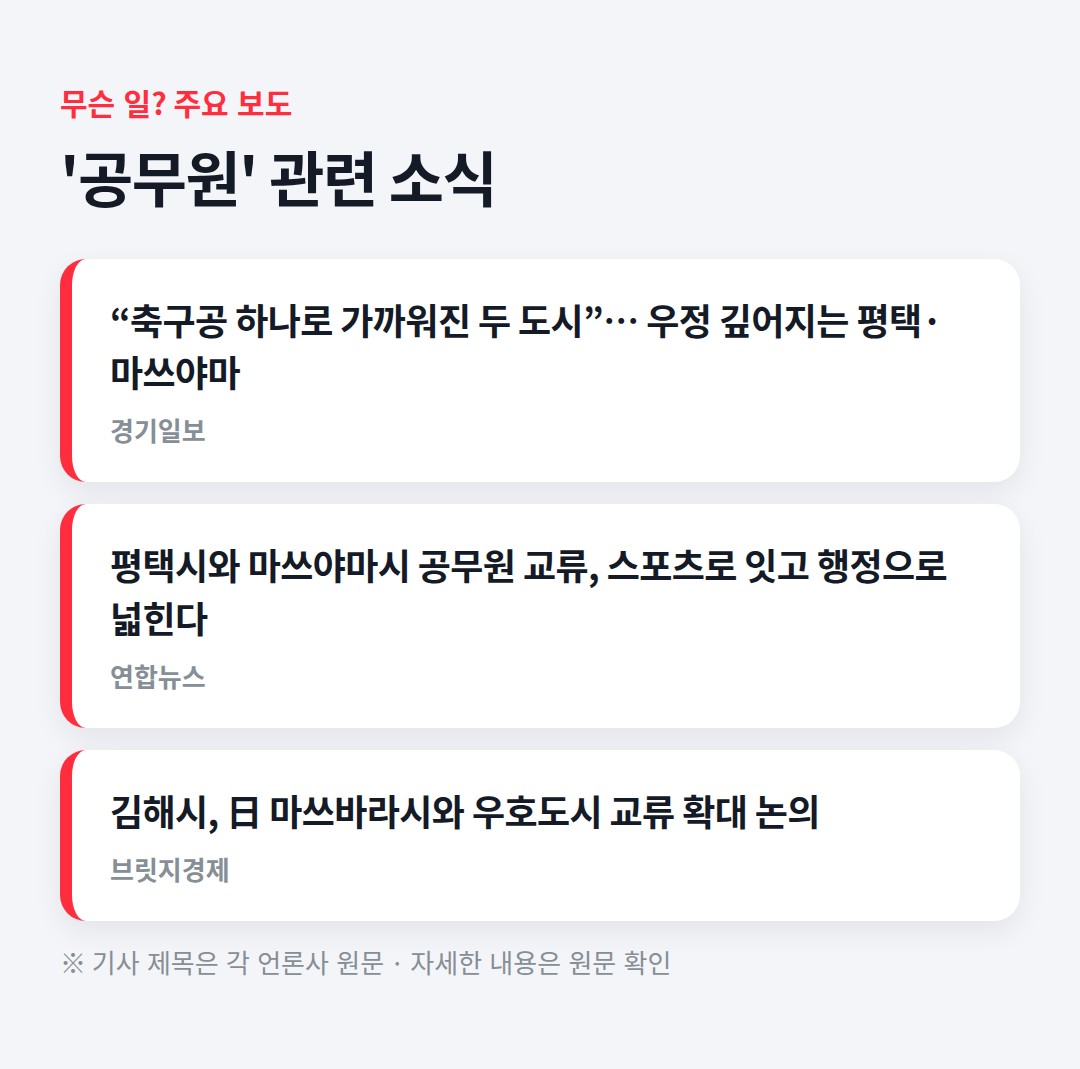 무슨 일? 주요 보도
'공무원' 관련 소식
“축구공 하나로 가까워진 두 도시”… 우정 깊어지는 평택·
마쓰야마
경기일보
평택시와 마쓰야마시 공무원 교류, 스포츠로 잇고 행정으로
넓힌다
연합뉴스
김해시, 日 마쓰바라시와 우호도시 교류 확대 논의
브릿지경제
※ 기사 제목은 각 언론사 원문 · 자세한 내용은 원문 확인